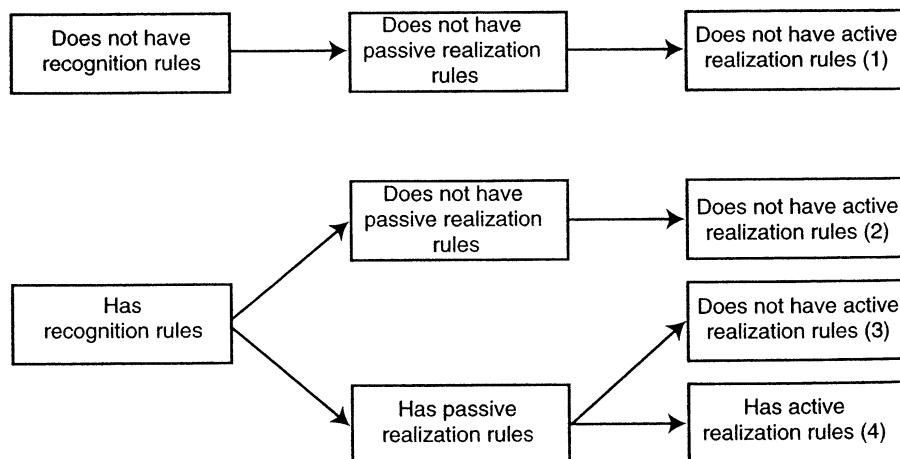 Does not have
recognition rules
Does not have
passive realization
rules
Does not have active
realization rules (1)
Does not have
passive realization
rules
Does not have active
realization rules (2)
Has
recognition rules
Does not have active
realization rules (3)
Has passive
realization rules
Has active
realization rules (4)